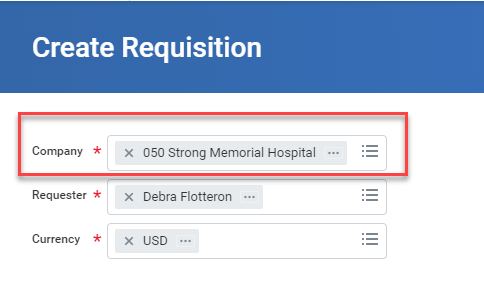 Create Requisition
Company * × 050 Strong Memorial Hospital ...
Requester * × Debra Flotteron ...
Currency * × USD ...